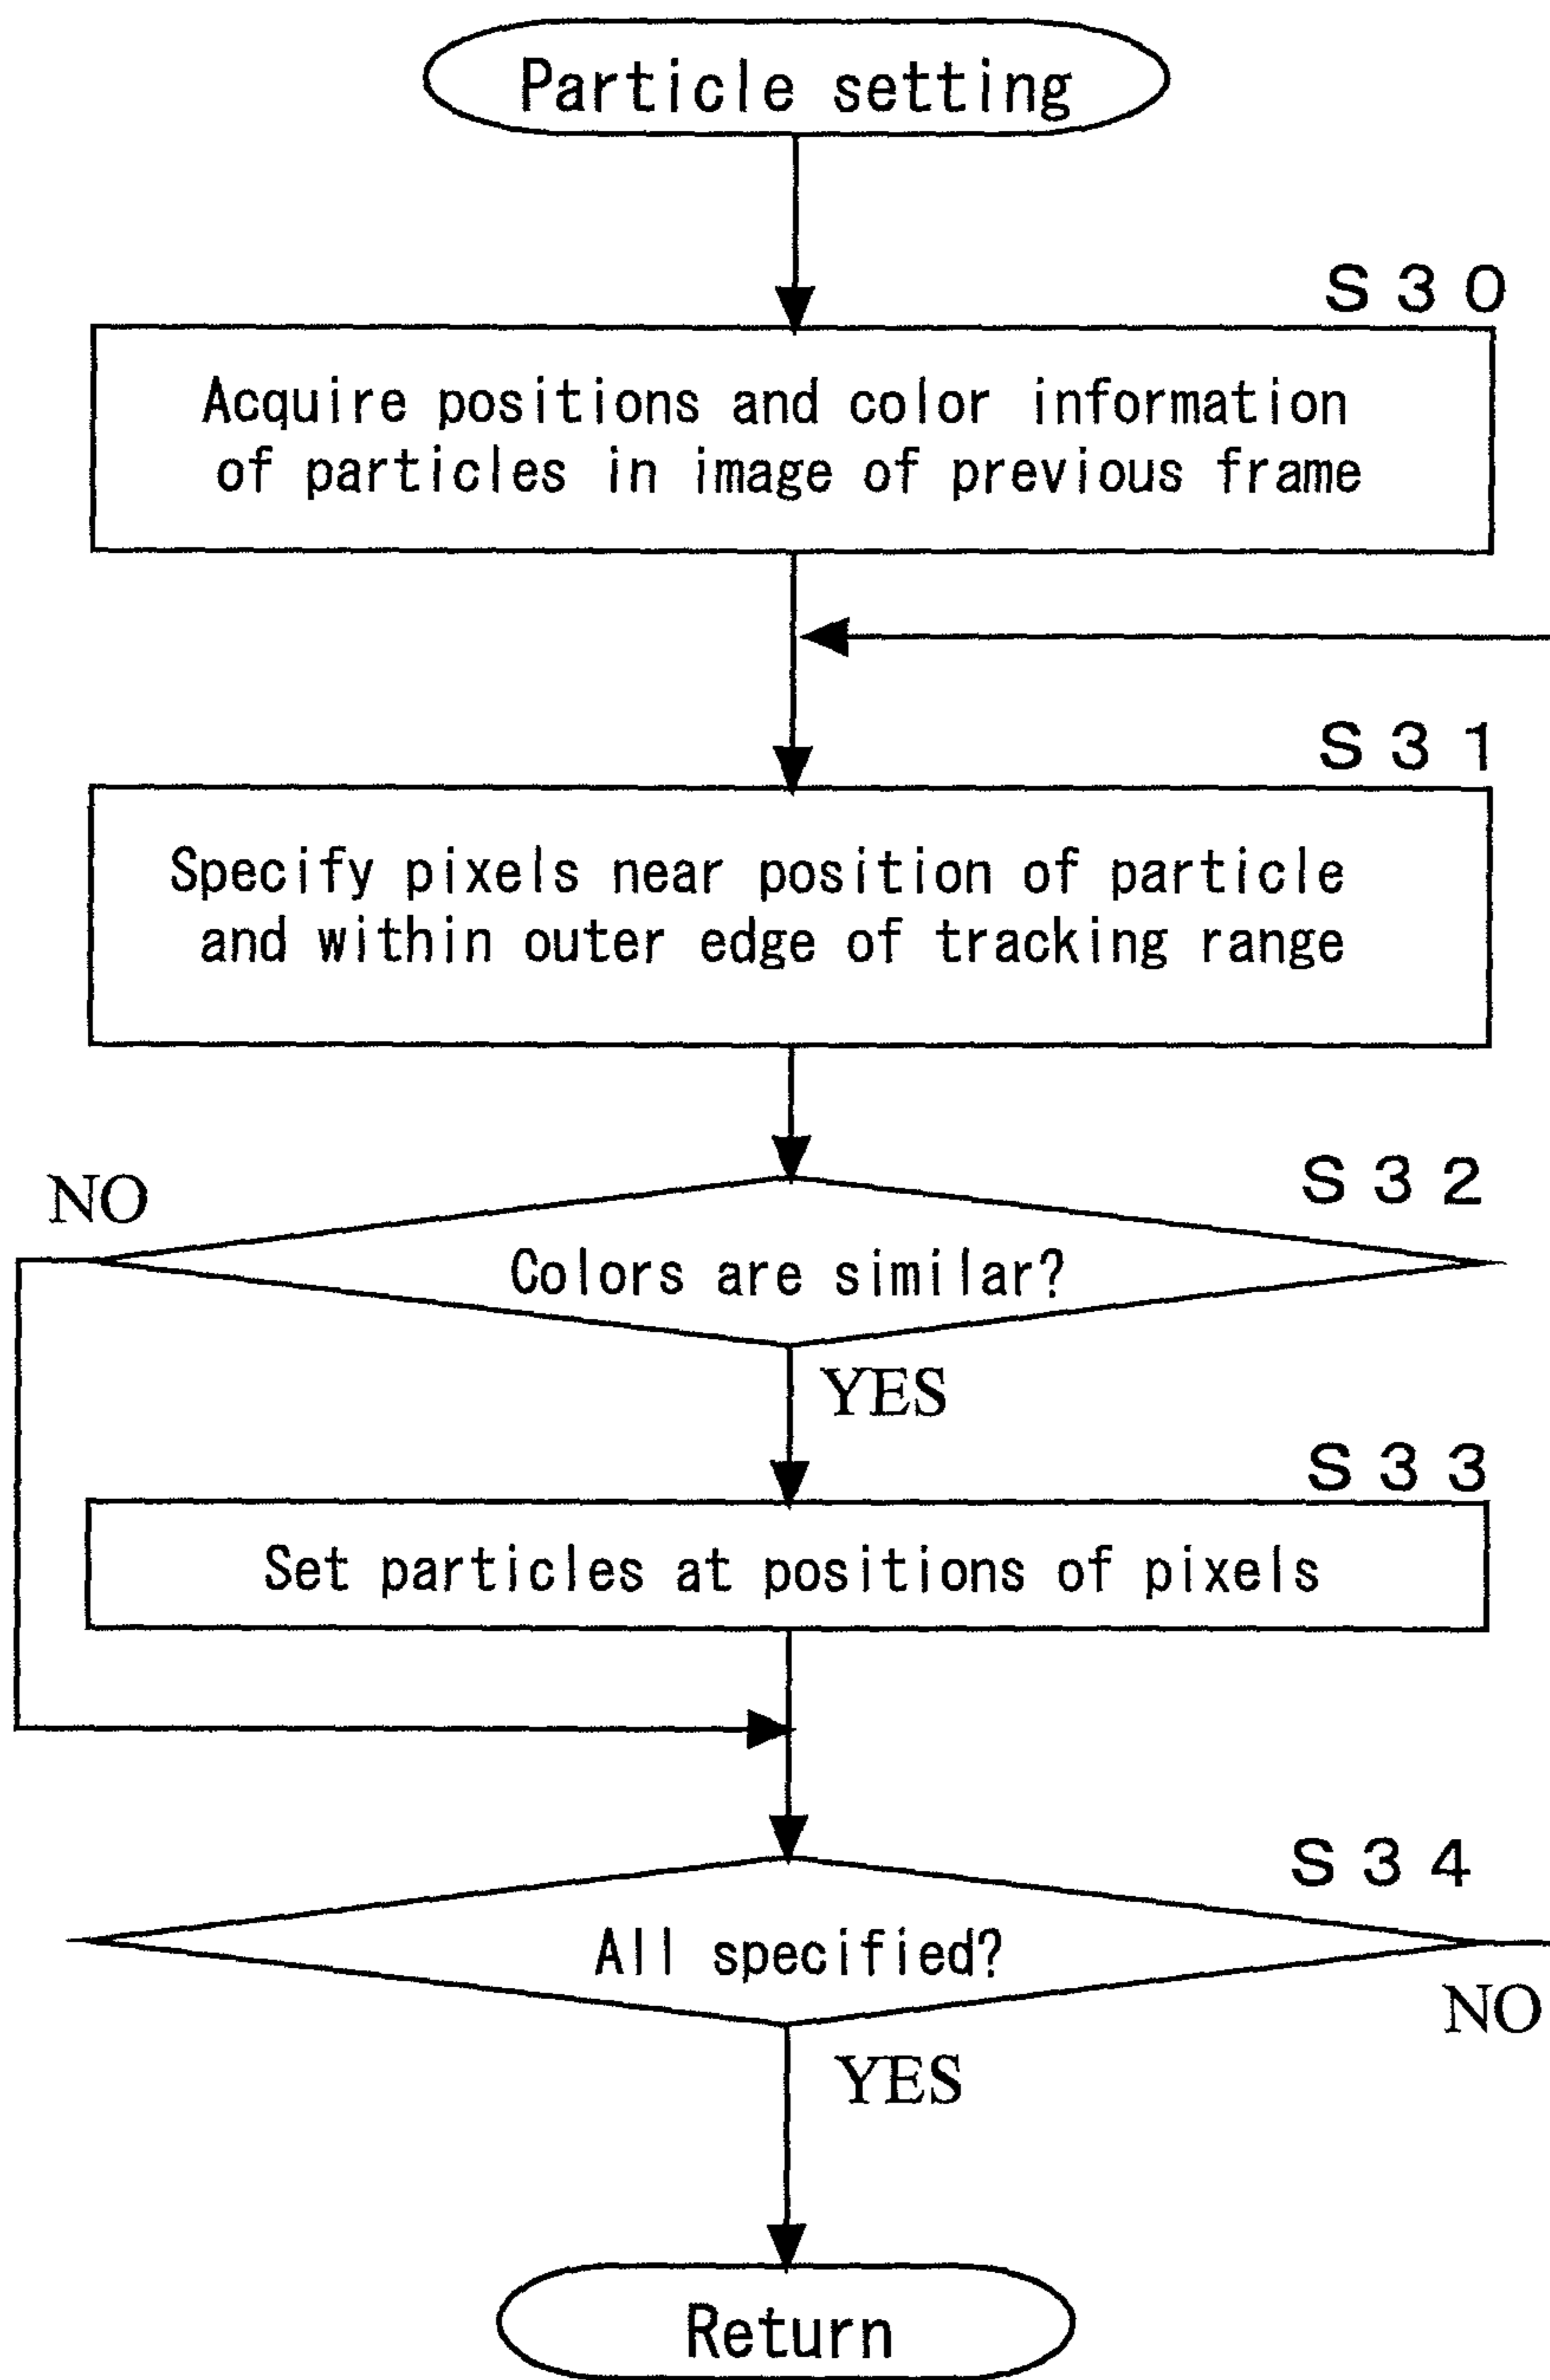 Particle setting
S30
Acquire positions and color information
of particles in image of previous frame
S31
Specify pixels near position of particle
and within outer edge of tracking range
S32
NO
Colors are similar?
YES
S33
Set particles at positions of pixels
S34
All specified?
NO
YES
Return